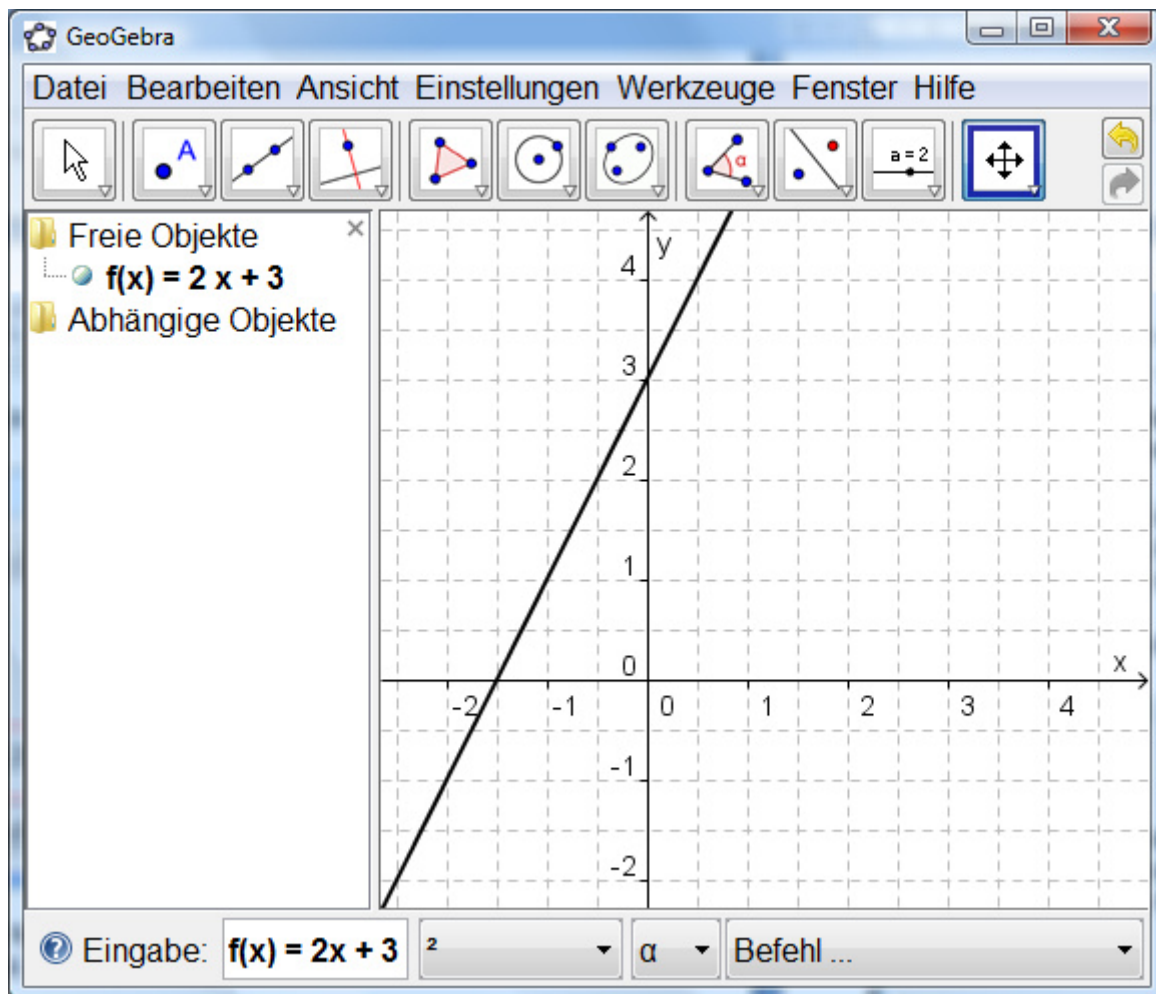 GeoGebra
Datei Bearbeiten Ansicht Einstellungen Werkzeuge Fenster Hilfe
A α a = 2
Freie Objekte
f(x) = 2 x + 3
Abhängige Objekte
y
4
3
2
1
0 x
-2 -1 0 1 2 3 4
-1
-2
Eingabe: f(x) = 2x + 3 ² α Befehl ...